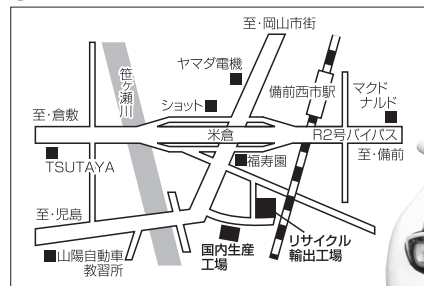 至・岡山市街
ヤマダ電機
笹ヶ瀬川
備前西市駅
マクド
ナルド
ショット
至・倉敷
米倉
R2号バイパス
TSUTAYA
福寿園
至・備前
至・児島
山陽自動車
教習所
国内生産
工場
リサイクル
輸出工場